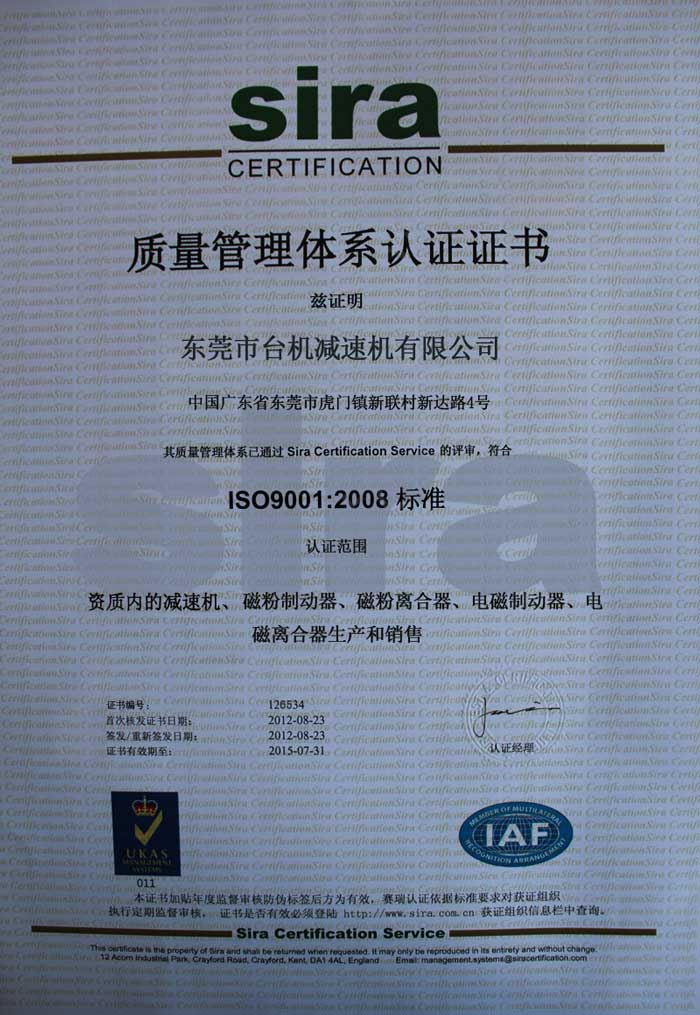 sira
CERTIFICATION
质量管理体系认证证书
兹证明
东莞市台机减速机有限公司
中国广东省东莞市虎门镇新联村新达路4号
其质量管理体系已通过 Sira Certification Service 的评审，符合
ISO9001:2008 标准
认证范围
资质内的减速机、磁粉制动器、磁粉离合器、电磁制动器、电
磁离合器生产和销售
证书编号： 126534
首次核发证书日期： 2012-08-23
签发/重新签发日期： 2012-08-23
证书有效期至： 2015-07-31
认证经理
UKAS
MANAGEMENT
SYSTEMS
011
MEMBER OF MULTILATERAL
IAF
RECOGNITION ARRANGEMENT
本证书加贴年度监督审核防伪标签后方为有效，赛瑞认证依据标准要求对获证组织
执行定期监督审核， 证书是否有效必须登陆 http://www.sira.com.cn 获证组织信息栏中查询。
Sira Certification Service
This certificate is the property of Sira and shall be returned when requested. It may only be reproduced in its entirety and without change.
12 Acorn Industrial Park, Crayford Road, Crayford, Kent, DA1 4AL, England Email: management.systems@siracertification.com